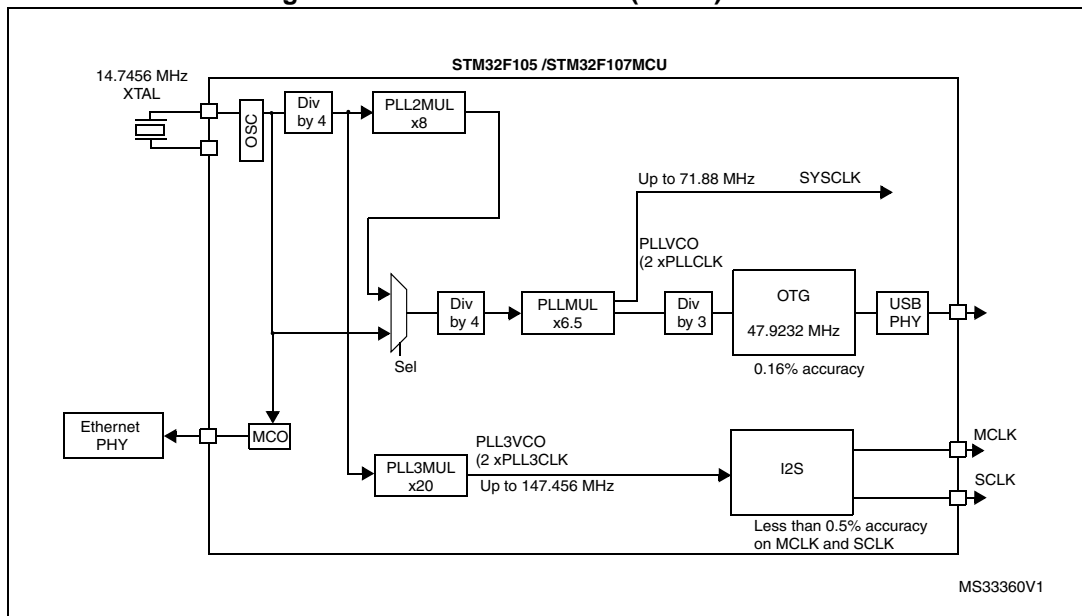 STM32F105 /STM32F107MCU
14.7456 MHz
XTAL
OSC
Div
by 4
PLL2MUL
x8
Up to 71.88 MHz
SYSCLK
PLLVCO
(2 xPLLCLK
Sel
Div
by 4
PLLMUL
x6.5
Div
by 3
OTG
47.9232 MHz
0.16% accuracy
USB
PHY
Ethernet
PHY
MCO
PLL3MUL
x20
PLL3VCO
(2 xPLL3CLK
Up to 147.456 MHz
I2S
MCLK
SCLK
Less than 0.5% accuracy
on MCLK and SCLK
MS33360V1